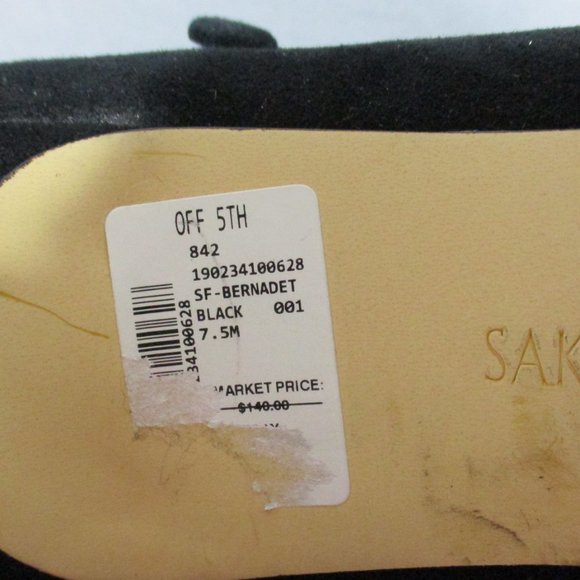 OFF 5TH
842
190234100628
SF-BERNADET
BLACK 001
7.5M
34100628
MARKET PRICE:
$140.00
SAK